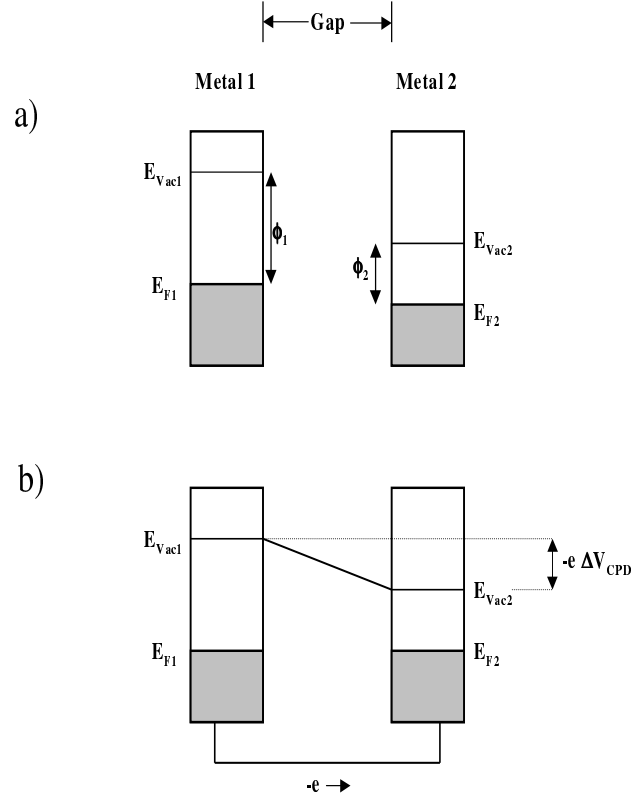 Gap
Metal 1 Metal 2
a)
E_Vac1
ϕ_1
E_Vac2
ϕ_2
E_F1
E_F2
b)
E_Vac1
-e ΔV_CPD
E_Vac2
E_F1 E_F2
-e →